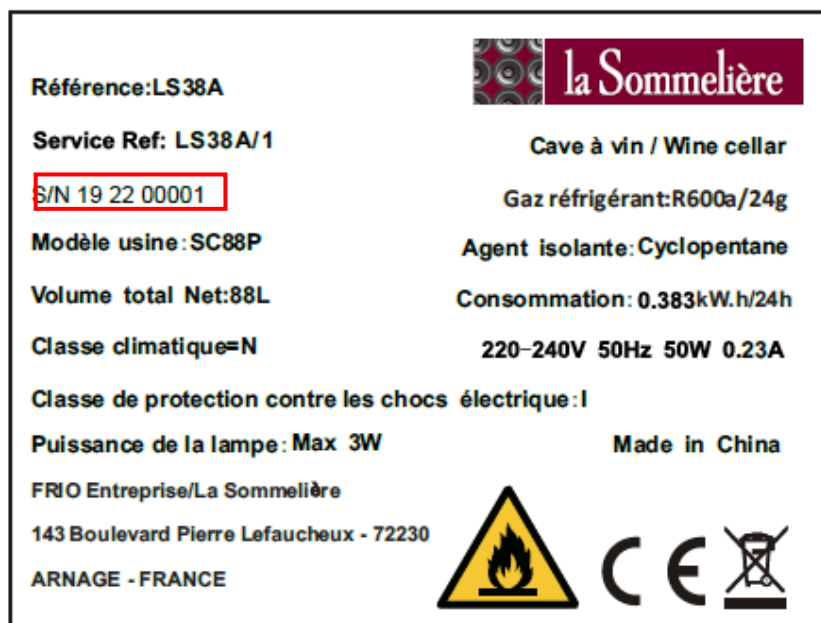 la Sommelière
Référence:LS38A
Service Ref: LS38A/1
Cave à vin / Wine cellar
S/N 19 22 00001
Gaz réfrigérant:R600a/24g
Modèle usine:SC88P
Agent isolante:Cyclopentane
Volume total Net:88L
Consommation:0.383kW.h/24h
Classe climatique=N
220-240V 50Hz 50W 0.23A
Classe de protection contre les chocs électrique:I
Puissance de la lampe:Max 3W
Made in China
FRIO Entreprise/La Sommelière
143 Boulevard Pierre Lefaucheux - 72230
ARNAGE - FRANCE
CE